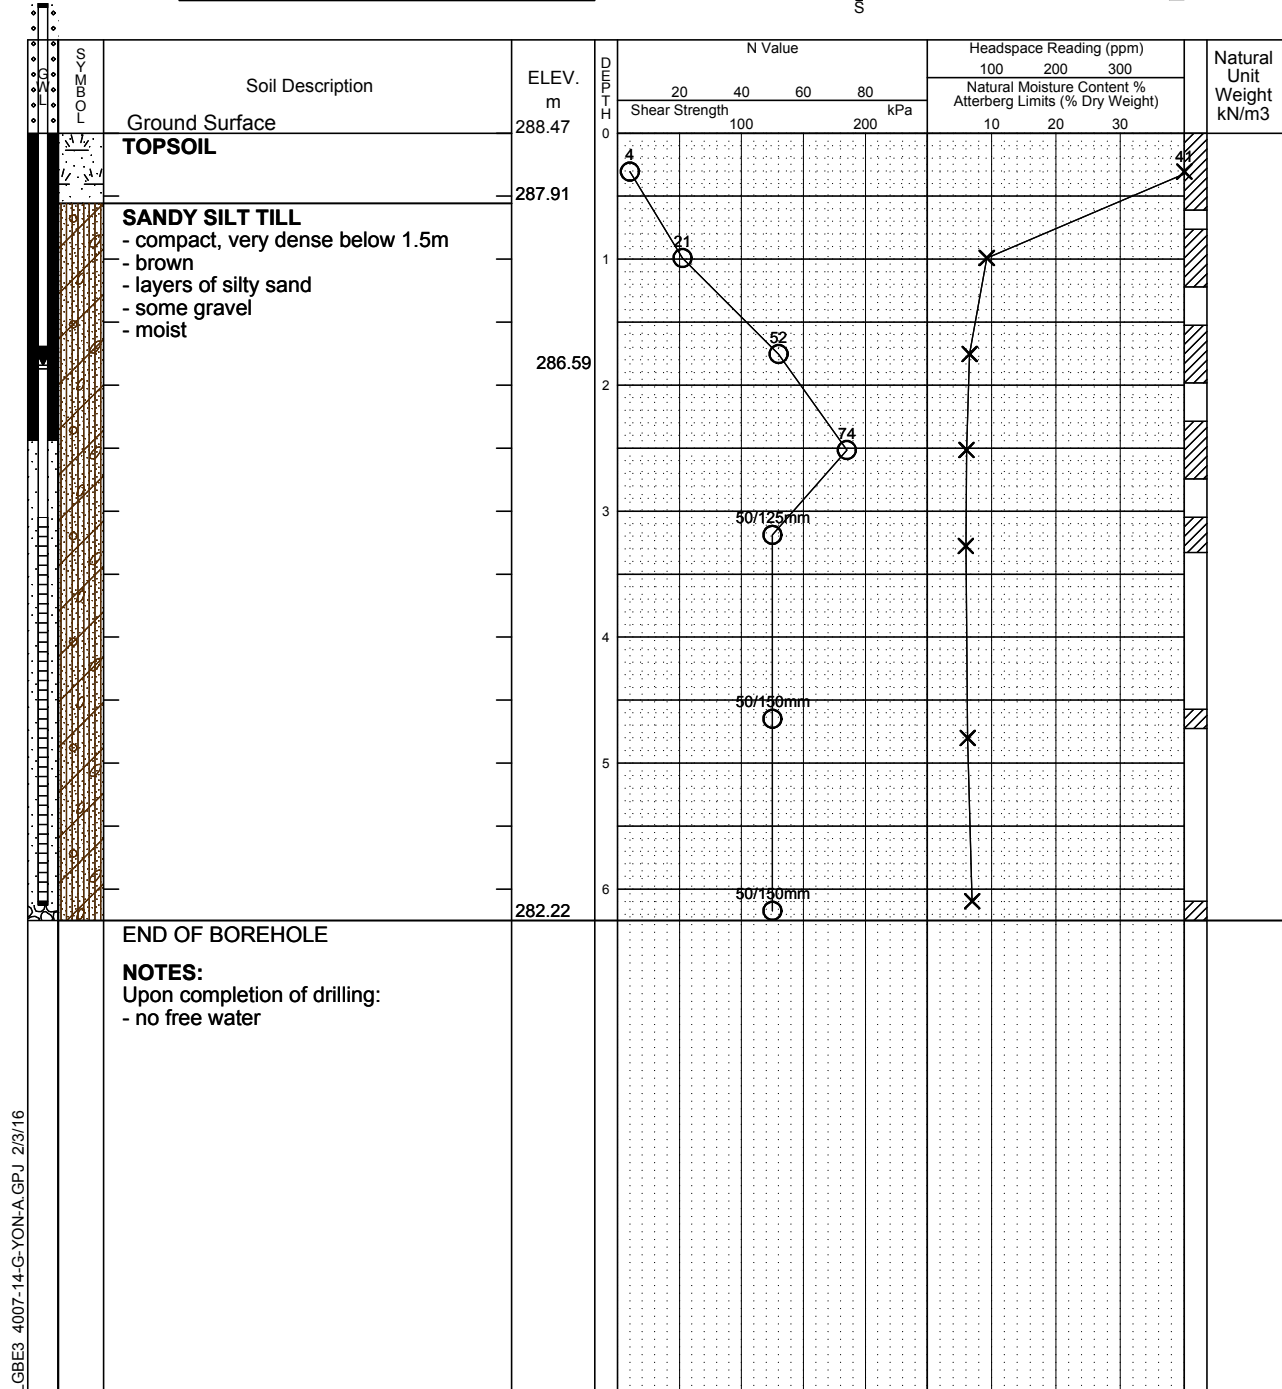 S
GWL
SYMBOL
Soil Description
ELEV.
m
DEPTH
N Value
20 40 60 80
Shear Strength kPa
100 200
Headspace Reading (ppm)
100 200 300
Natural Moisture Content %
Atterberg Limits (% Dry Weight)
10 20 30
Natural
Unit
Weight
kN/m3
Ground Surface
288.47
0
TOPSOIL
4
41
287.91
SANDY SILT TILL
- compact, very dense below 1.5m
- brown
- layers of silty sand
- some gravel
- moist
21
1
52
286.59
2
74
3
50/125mm
4
50/150mm
5
6
50/150mm
282.22
END OF BOREHOLE
NOTES:
Upon completion of drilling:
- no free water
LGBE3 4007-14-G-YON-A.GPJ 2/3/16